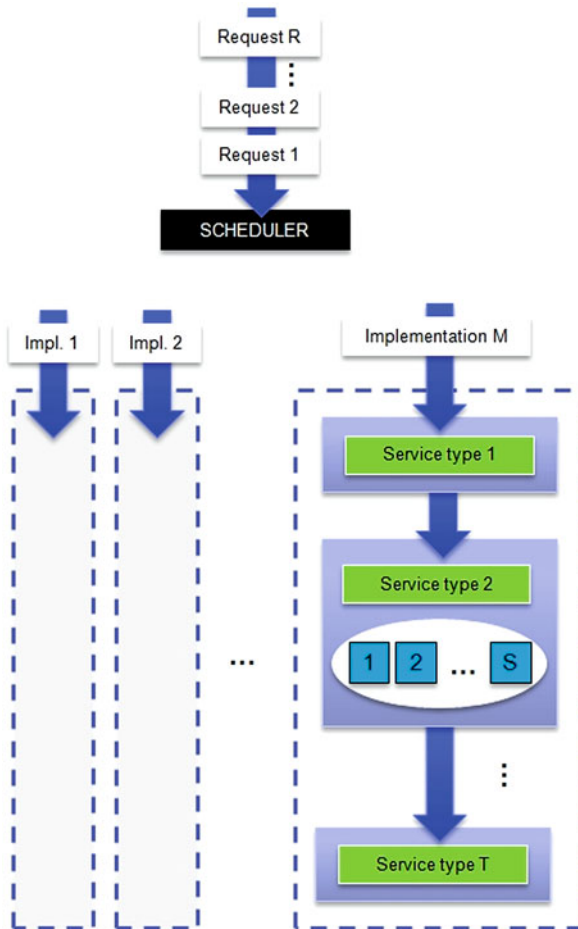 Request R
⋮
Request 2
Request 1
SCHEDULER
Impl. 1
Impl. 2
Implementation M
Service type 1
Service type 2
1 2 ... S
...
⋮
Service type T